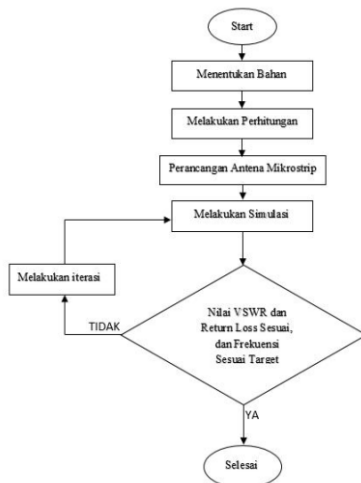 Start
Menentukan Bahan
Melakukan Perhitungan
Perancangan Antena Mikrostrip
Melakukan Simulasi
Melakukan iterasi
Nilai VSWR dan
Return Loss Sesuai,
dan Frekuensi
Sesuai Target
TIDAK
YA
Selesai